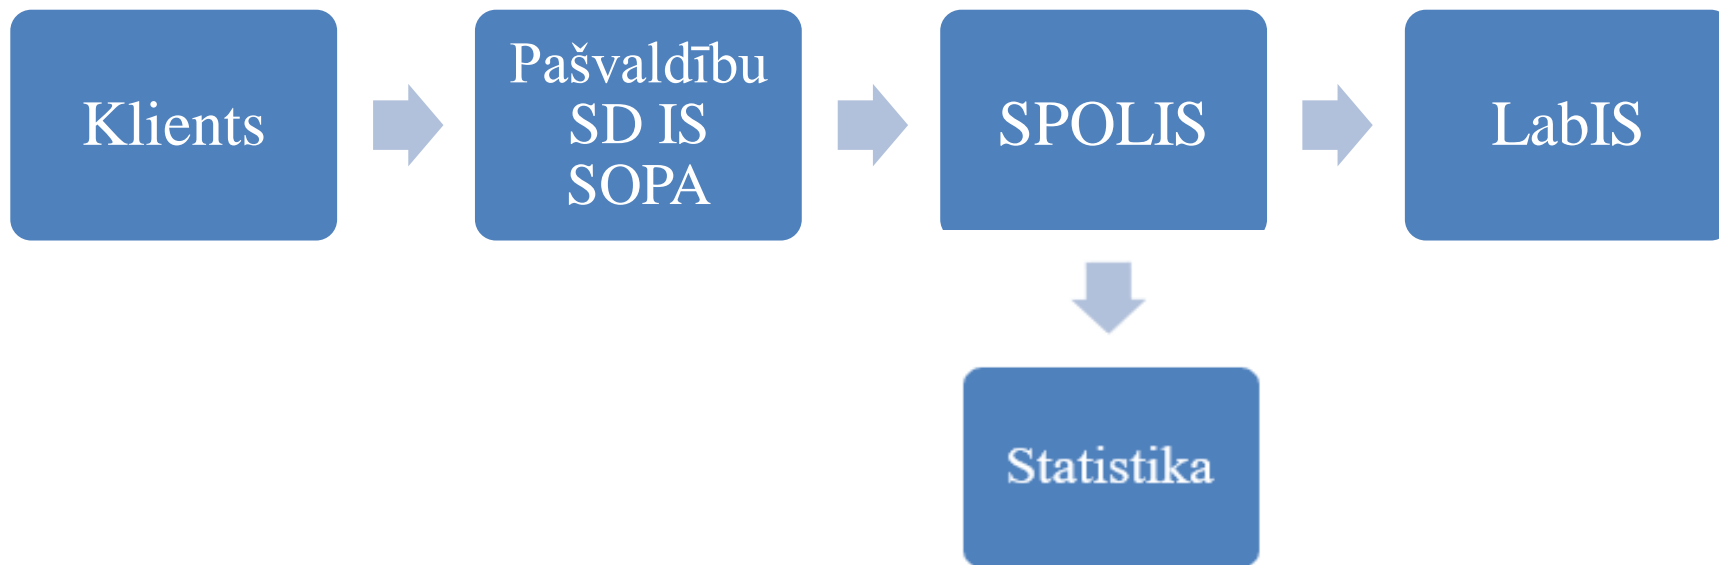 Klients
Pašvaldību
SD IS
SOPA
SPOLIS
LabIS
Statistika